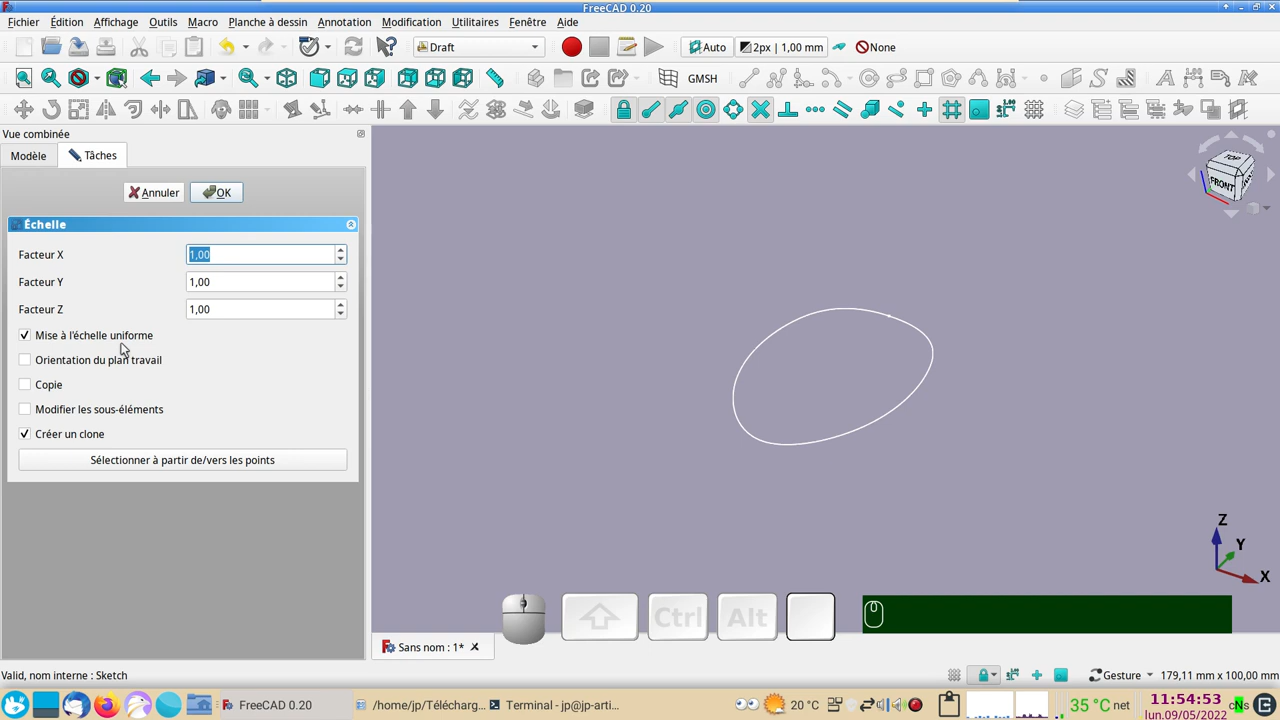 FreeCAD 0.20
Fichier Édition Affichage Outils Macro Planche à dessin Annotation Modification Utilitaires Fenêtre Aide
Draft Auto 2px | 1,00 mm None
GMSH
Vue combinée
Modèle Tâches
Annuler OK
Échelle
Facteur X 1,00
Facteur Y 1,00
Facteur Z 1,00
Mise à l'échelle uniforme
Orientation du plan travail
Copie
Modifier les sous-éléments
Créer un clone
Sélectionner à partir de/vers les points
TOP
FRONT
Z
Y
X
Ctrl Alt
Sans nom : 1*
Valid, nom interne : Sketch Gesture 179,11 mm x 100,00 mm
FreeCAD 0.20 /home/jp/Télécharg... Terminal - jp@jp-arti... 20 °C 35 °C net 11:54:53
lun.09/05/2022